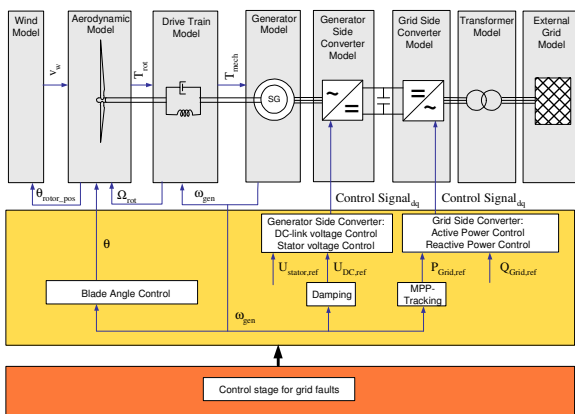 Wind
Model
Aerodynamic
Model
Drive Train
Model
Generator
Model
Generator
Side
Converter
Model
Grid Side
Converter
Model
Transformer
Model
External
Grid
Model
v_w
T_rot
T_mech
SG
~
=
=
~
θ_rotor_pos
Ω_rot
ω_gen
Control Signal_dq
Control Signal_dq
Generator Side Converter:
DC-link voltage Control
Stator voltage Control
Grid Side Converter:
Active Power Control
Reactive Power Control
θ
U_stator,ref
U_DC,ref
P_Grid,ref
Q_Grid,ref
Blade Angle Control
Damping
MPP-
Tracking
ω_gen
Control stage for grid faults